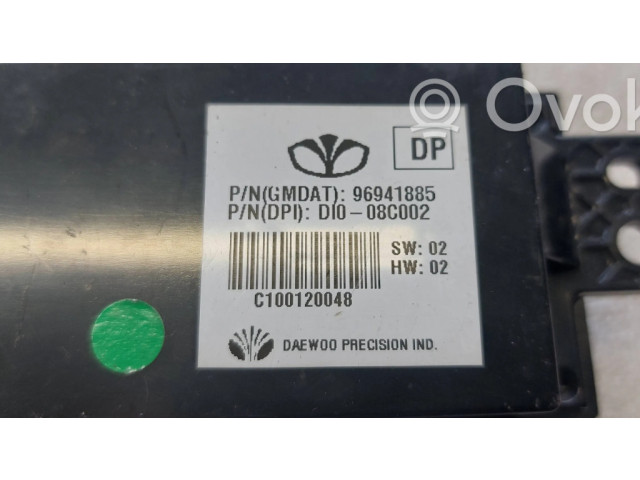 Ovok
DP
P/N(GMDAT): 96941885
P/N(DPI): DI0-08C002
SW: 02
HW: 02
C100120048
DAEWOO PRECISION IND.